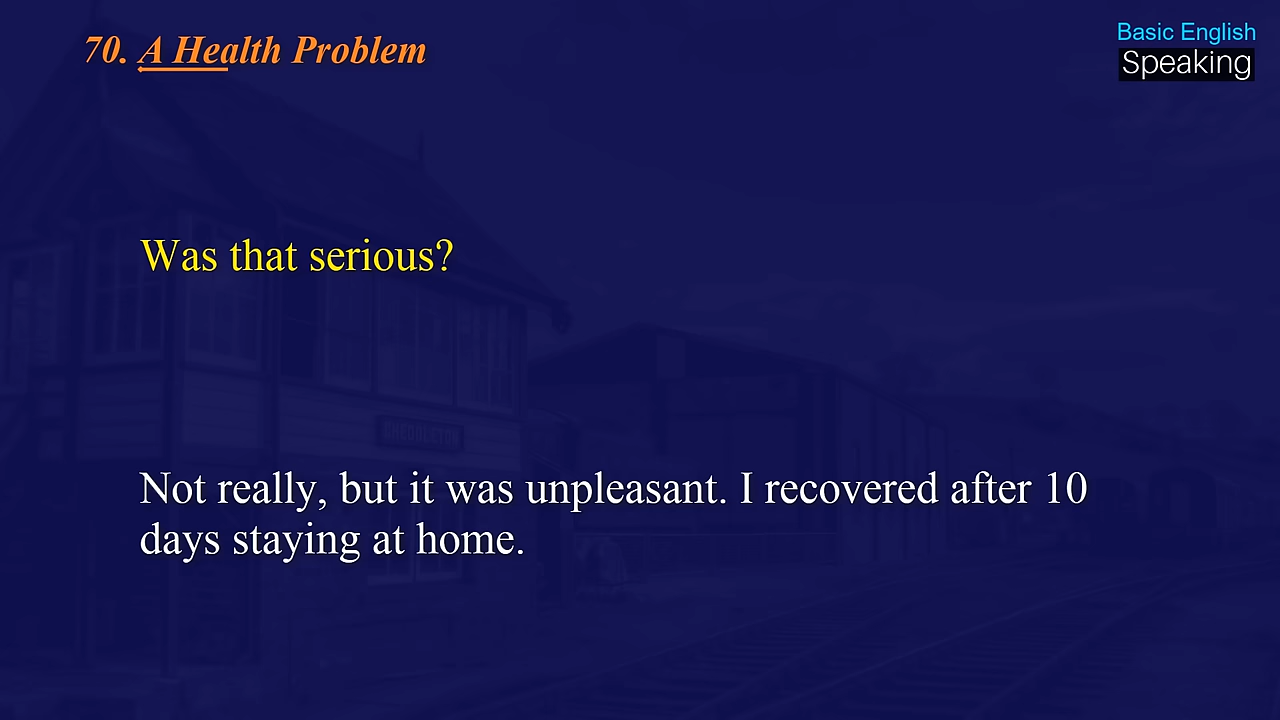 70. A Health Problem
Basic English
Speaking
Was that serious?
Not really, but it was unpleasant. I recovered after 10
days staying at home.